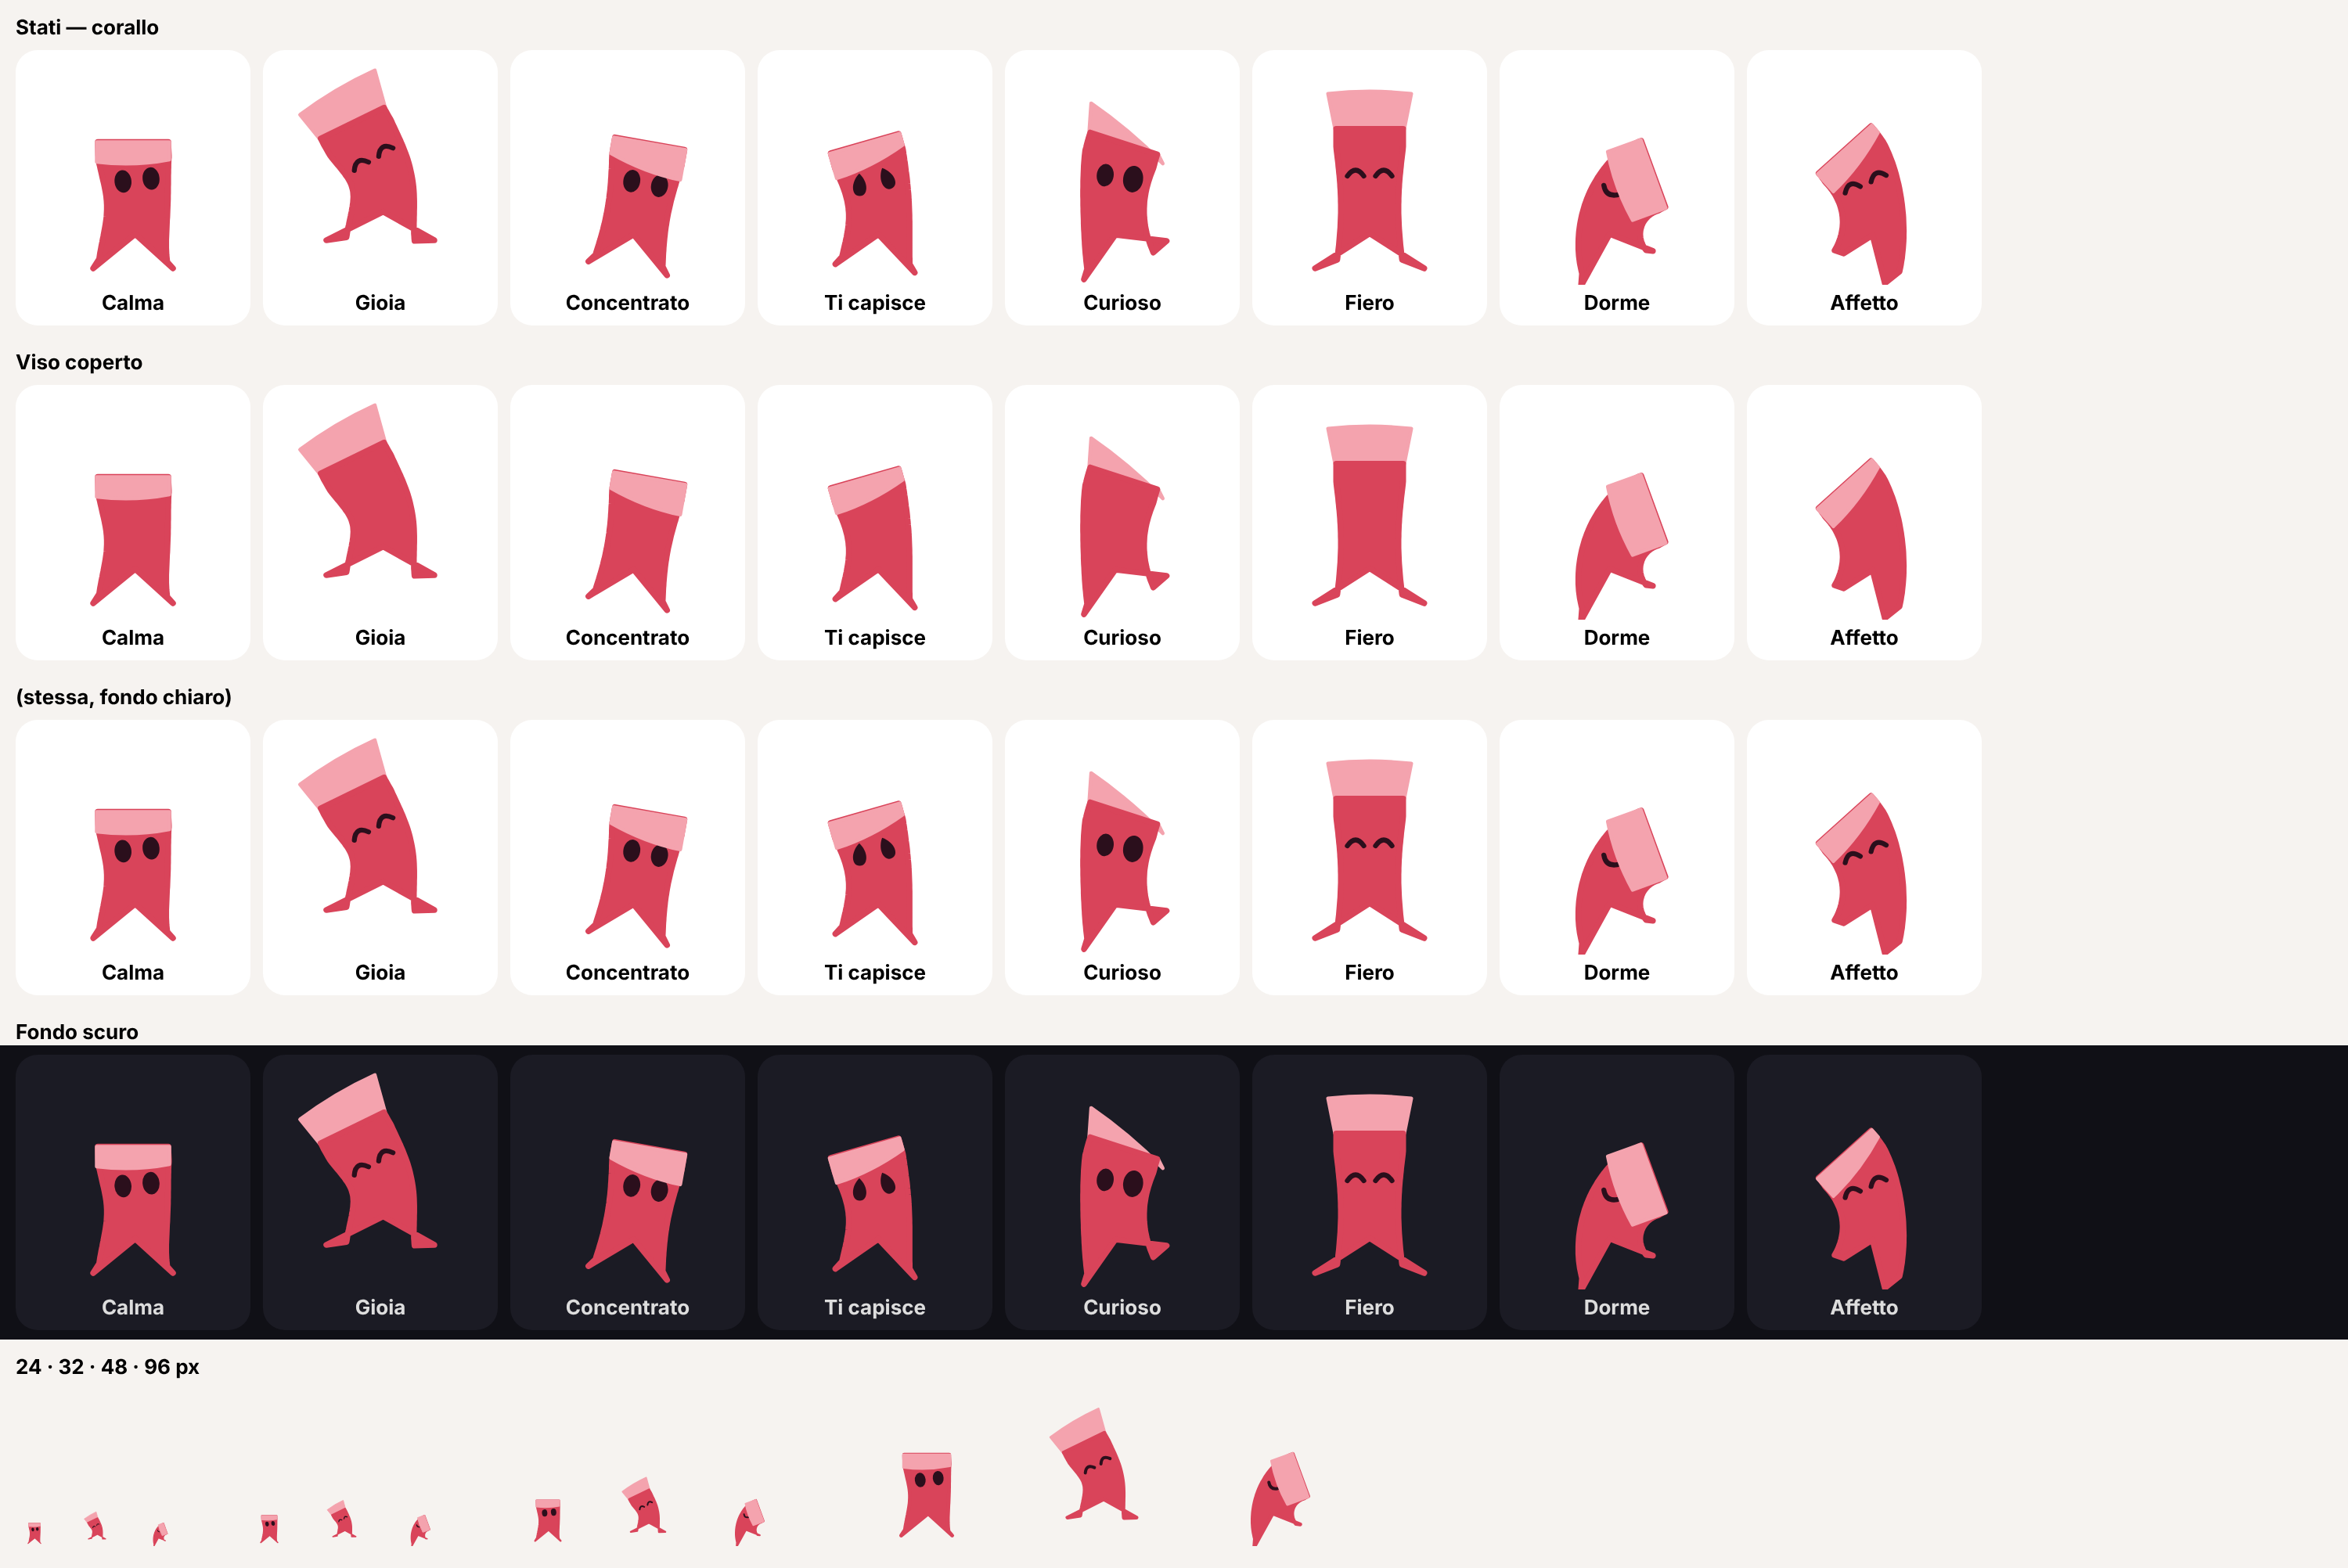 Stati — corallo
Calma Gioia Concentrato Ti capisce Curioso Fiero Dorme Affetto
Viso coperto
Calma Gioia Concentrato Ti capisce Curioso Fiero Dorme Affetto
(stessa, fondo chiaro)
Calma Gioia Concentrato Ti capisce Curioso Fiero Dorme Affetto
Fondo scuro
Calma Gioia Concentrato Ti capisce Curioso Fiero Dorme Affetto
24 · 32 · 48 · 96 px